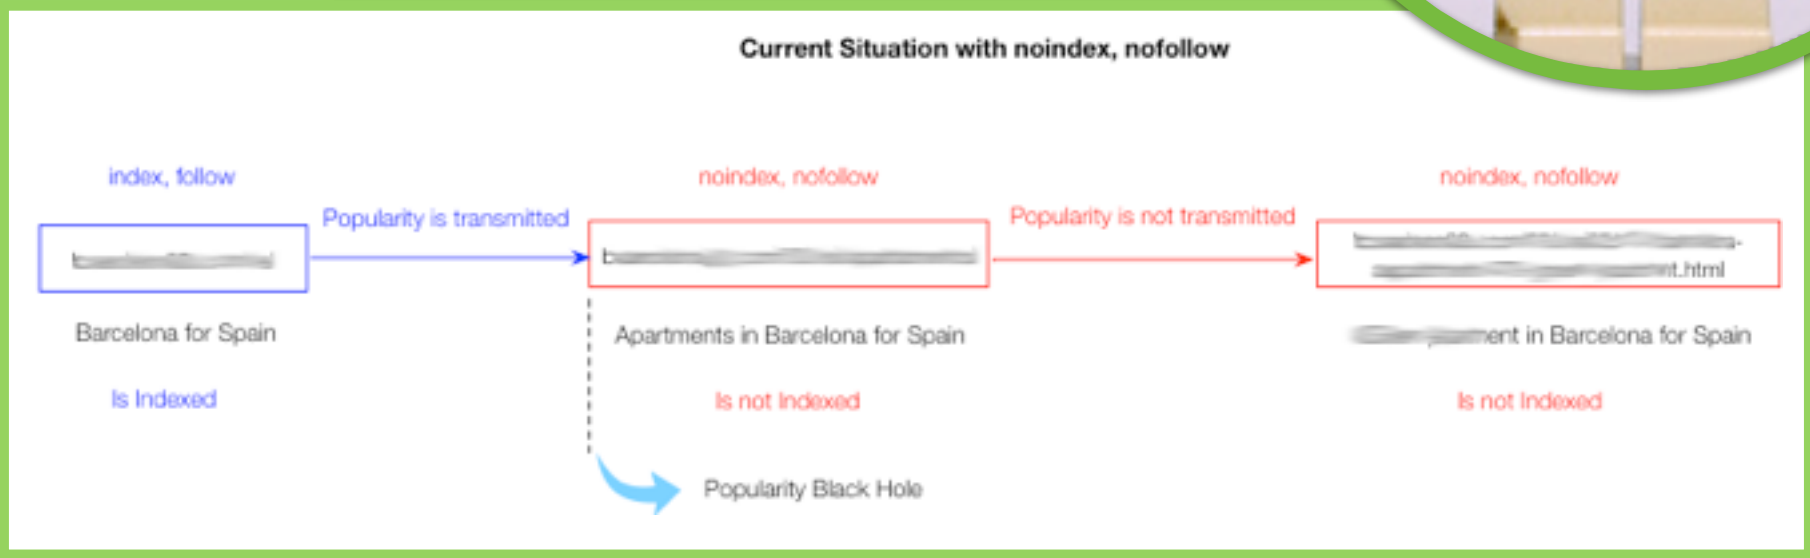 Current Situation with noindex, nofollow
index, follow
noindex, nofollow
noindex, nofollow
Popularity is transmitted
Popularity is not transmitted
Barcelona for Spain
Apartments in Barcelona for Spain
in Barcelona for Spain
Is Indexed
Is not Indexed
Is not Indexed
Popularity Black Hole